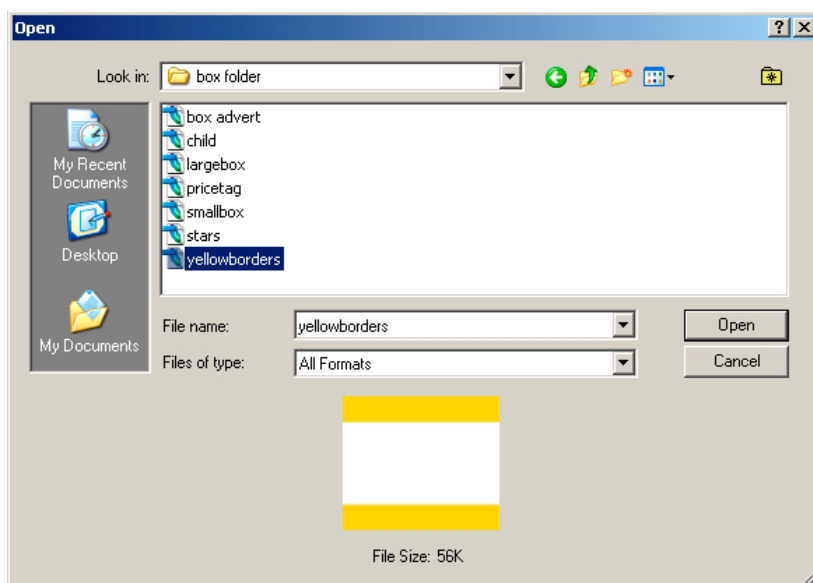 Open
Look in: box folder
box advert
child
largebox
pricetag
smallbox
stars
yellowborders
My Recent
Documents
Desktop
My Documents
File name: yellowborders Open
Files of type: All Formats Cancel
File Size: 56K